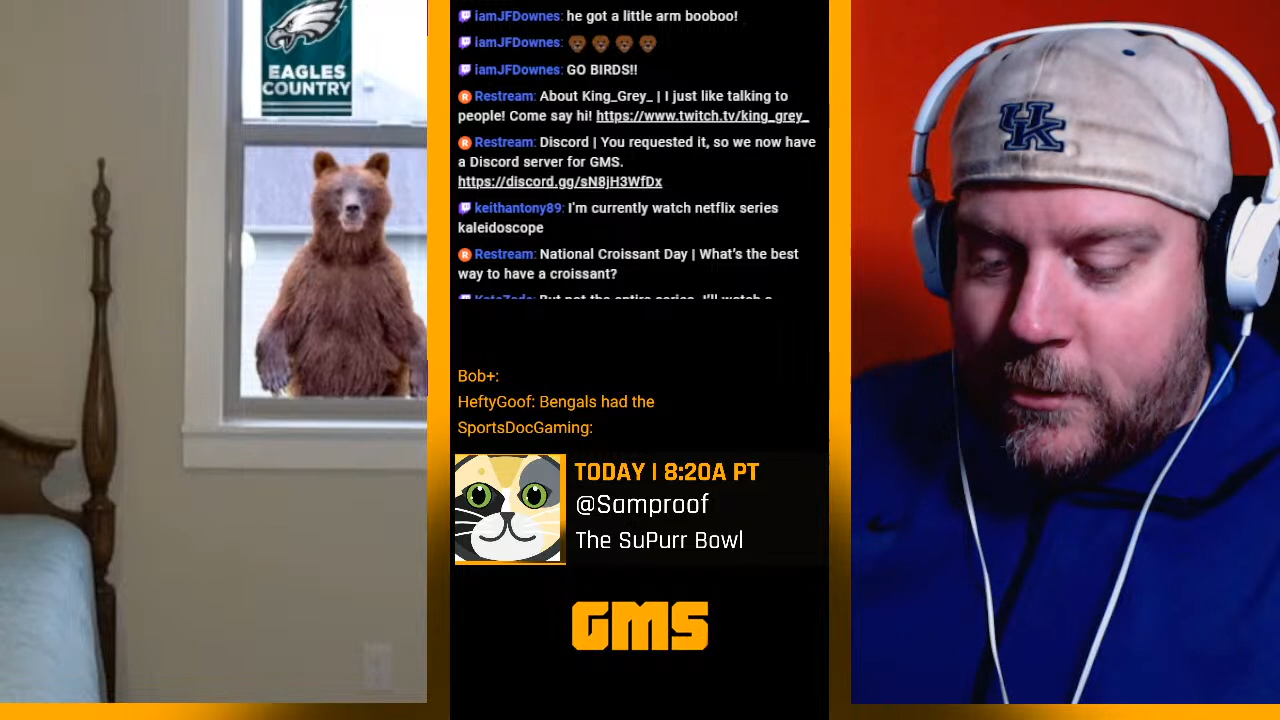 EAGLES
COUNTRY
iamJFDownes: he got a little arm booboo!
iamJFDownes:
iamJFDownes: GO BIRDS!!
Restream: About King_Grey_ | I just like talking to
people! Come say hi! https://www.twitch.tv/king_grey_
Restream: Discord | You requested it, so we now have
a Discord server for GMS.
https://discord.gg/sN8jH3WfDx
keithantony89: I'm currently watch netflix series
kaleidoscope
Restream: National Croissant Day | What's the best
way to have a croissant?
Bob+:
HeftyGoof: Bengals had the
SportsDocGaming:
TODAY | 8:20A PT
@Samproof
The SuPurr Bowl
GMS
UK